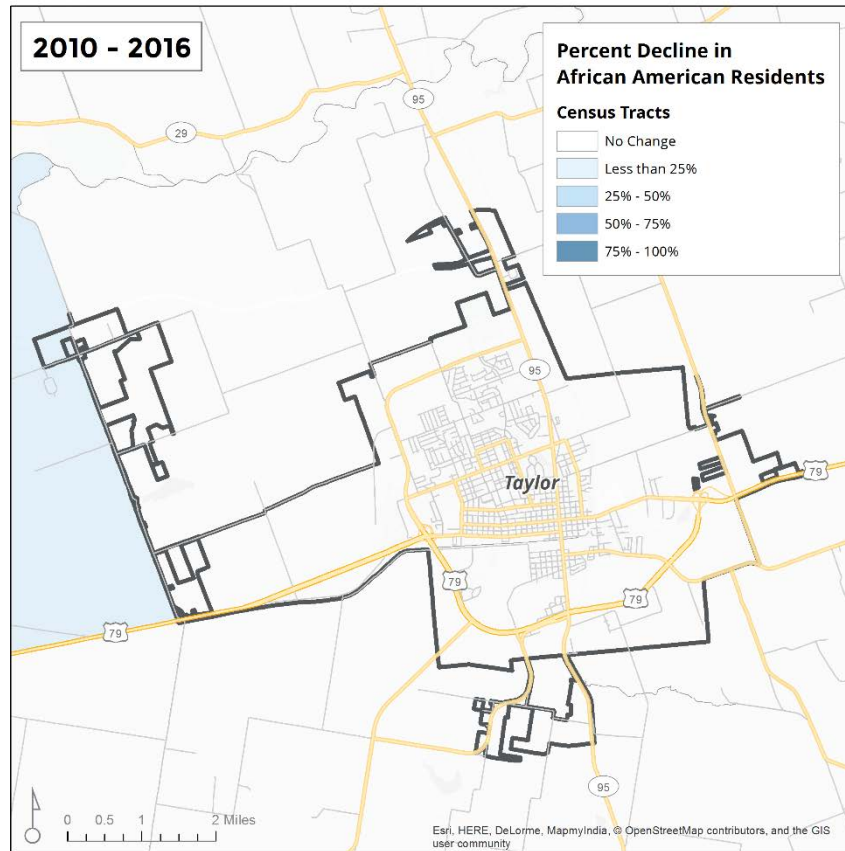 2010 - 2016
Percent Decline in
African American Residents
Census Tracts
No Change
Less than 25%
25% - 50%
50% - 75%
75% - 100%
95
29
95
Taylor
79
79
79
79
95
0 0.5 1 2 Miles
Esri, HERE, DeLorme, MapmyIndia, © OpenStreetMap contributors, and the GIS
user community